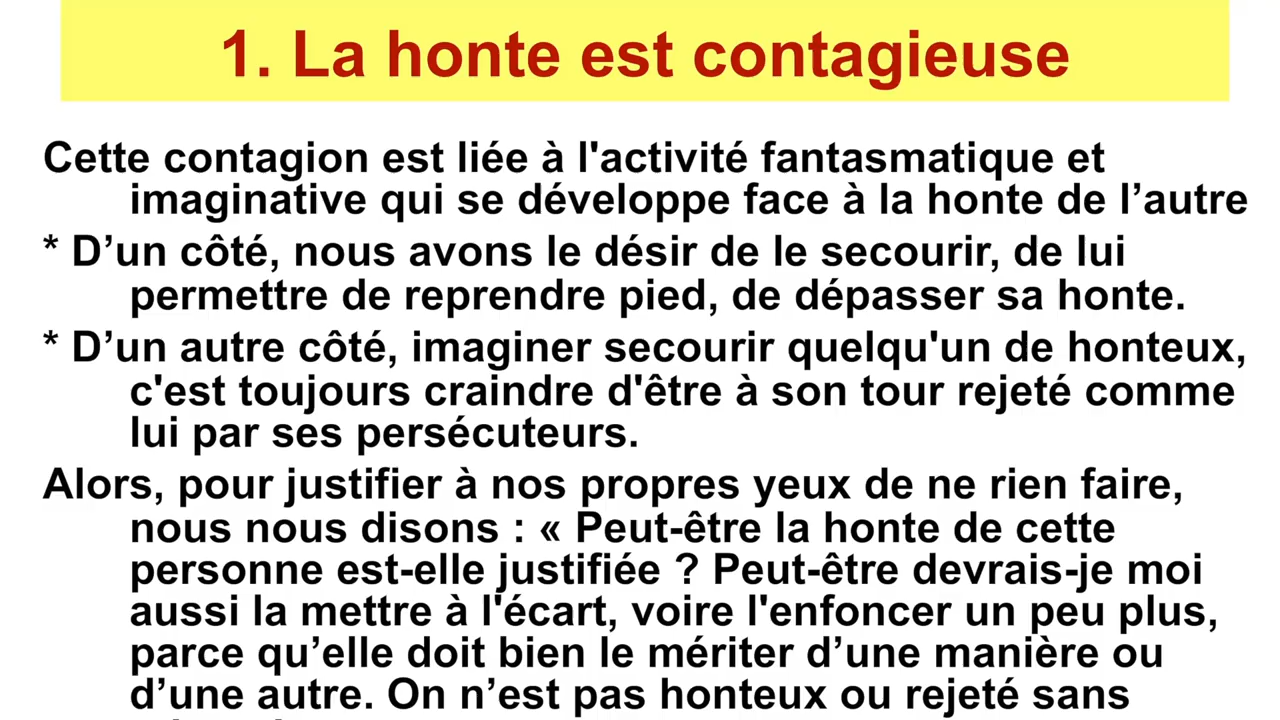 1. La honte est contagieuse
Cette contagion est liée à l'activité fantasmatique et
imaginative qui se développe face à la honte de l’autre
* D’un côté, nous avons le désir de le secourir, de lui
permettre de reprendre pied, de dépasser sa honte.
* D’un autre côté, imaginer secourir quelqu'un de honteux,
c'est toujours craindre d'être à son tour rejeté comme
lui par ses persécuteurs.
Alors, pour justifier à nos propres yeux de ne rien faire,
nous nous disons : « Peut-être la honte de cette
personne est-elle justifiée ? Peut-être devrais-je moi
aussi la mettre à l'écart, voire l'enfoncer un peu plus,
parce qu’elle doit bien le mériter d’une manière ou
d’une autre. On n’est pas honteux ou rejeté sans